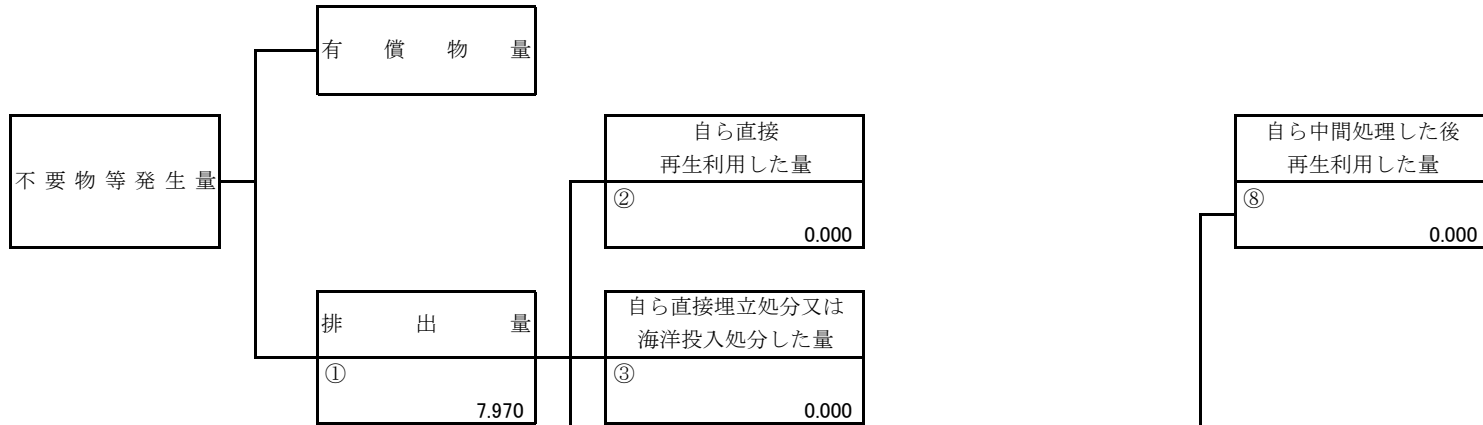 有償物量
不要物等発生量
自ら直接
再生利用した量
②
0.000
自ら中間処理した後
再生利用した量
⑧
0.000
排出量
①
7.970
自ら直接埋立処分又は
海洋投入処分した量
③
0.000